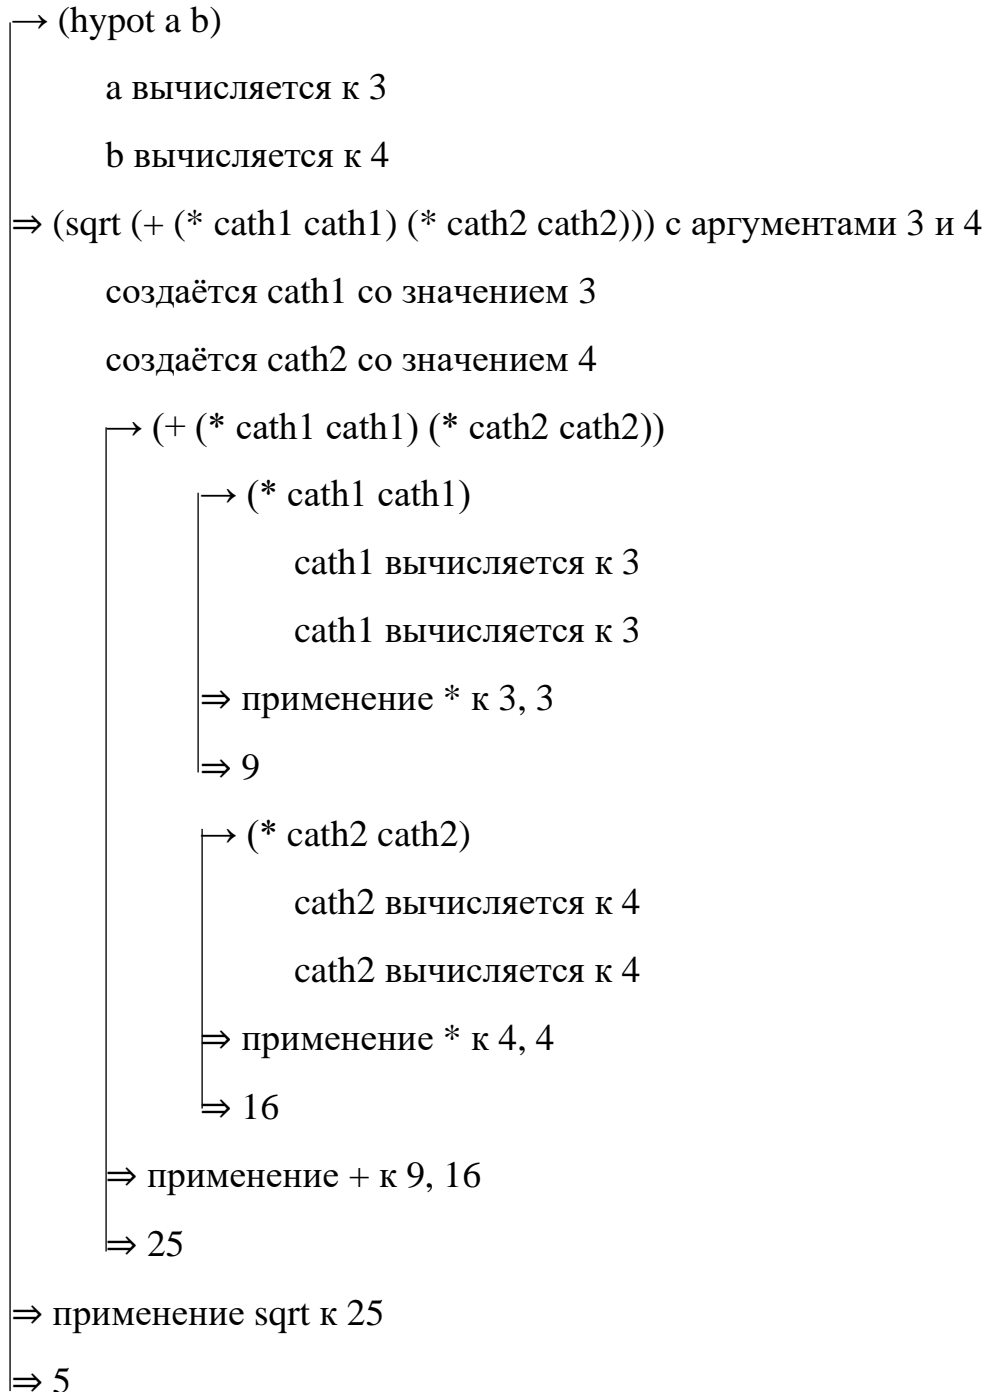 → (hypot a b)
a вычисляется к 3
b вычисляется к 4
⇒ (sqrt (+ (* cath1 cath1) (* cath2 cath2))) с аргументами 3 и 4
создаётся cath1 со значением 3
создаётся cath2 со значением 4
→ (+ (* cath1 cath1) (* cath2 cath2))
→ (* cath1 cath1)
cath1 вычисляется к 3
cath1 вычисляется к 3
⇒ применение * к 3, 3
⇒ 9
→ (* cath2 cath2)
cath2 вычисляется к 4
cath2 вычисляется к 4
⇒ применение * к 4, 4
⇒ 16
⇒ применение + к 9, 16
⇒ 25
⇒ применение sqrt к 25
⇒ 5